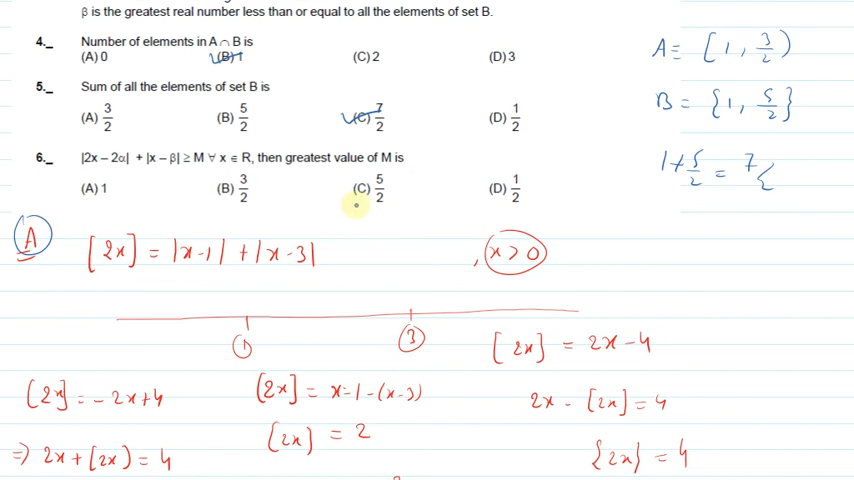 β is the greatest real number less than or equal to all the elements of set B.
4._ Number of elements in A ∩ B is
(A) 0 (B) 1 (C) 2 (D) 3
5._ Sum of all the elements of set B is
(A) 3/2 (B) 5/2 (C) 7/2 (D) 1/2
6._ |2x – 2α| + |x – β| ≥ M ∀ x ∈ R, then greatest value of M is
(A) 1 (B) 3/2 (C) 5/2 (D) 1/2
A = [1, 3/2)
B = {1, 5/2}
1 + 5/2 = 7/2
A
[2x] = |x-1| + |x-3| , x > 0
1 3
[2x] = 2x - 4
2x - [2x] = 4
{2x} = 4
[2x] = -2x+4
⇒ 2x + [2x] = 4
[2x] = x-1-(x-3)
[2x] = 2